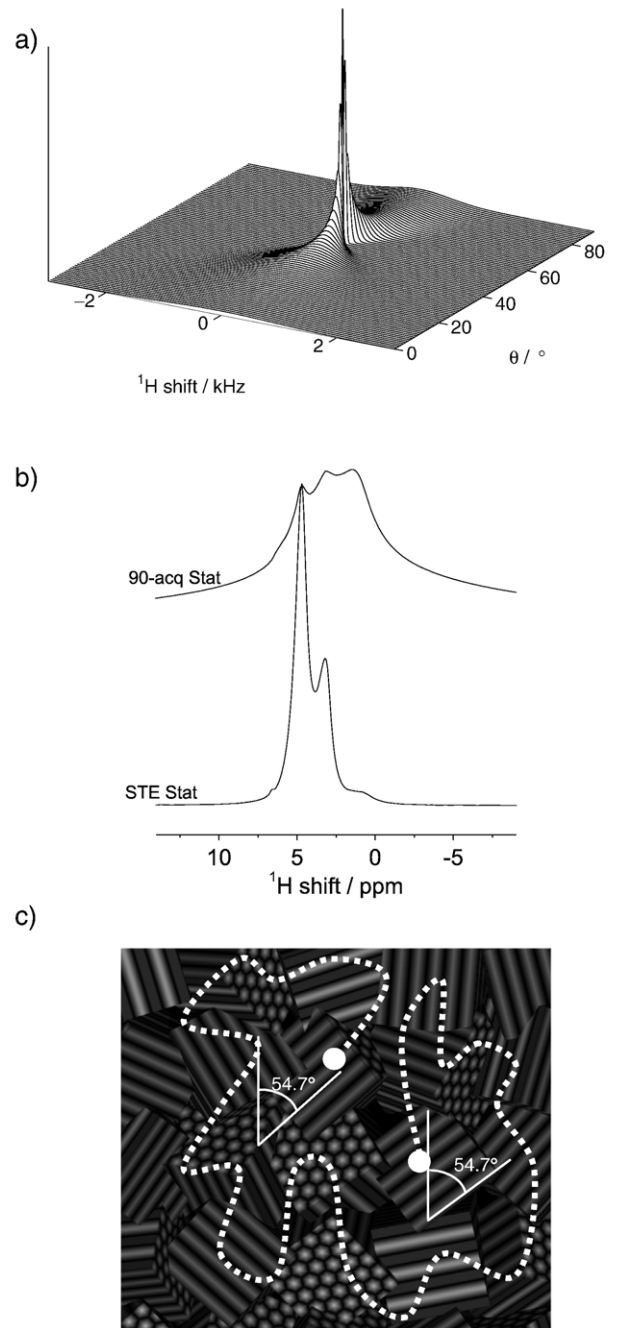 a)
−2
0
2
0
20
40
60
80
θ / °
¹H shift / kHz
b)
90-acq Stat
STE Stat
10
5
0
-5
¹H shift / ppm
c)
54.7°
54.7°